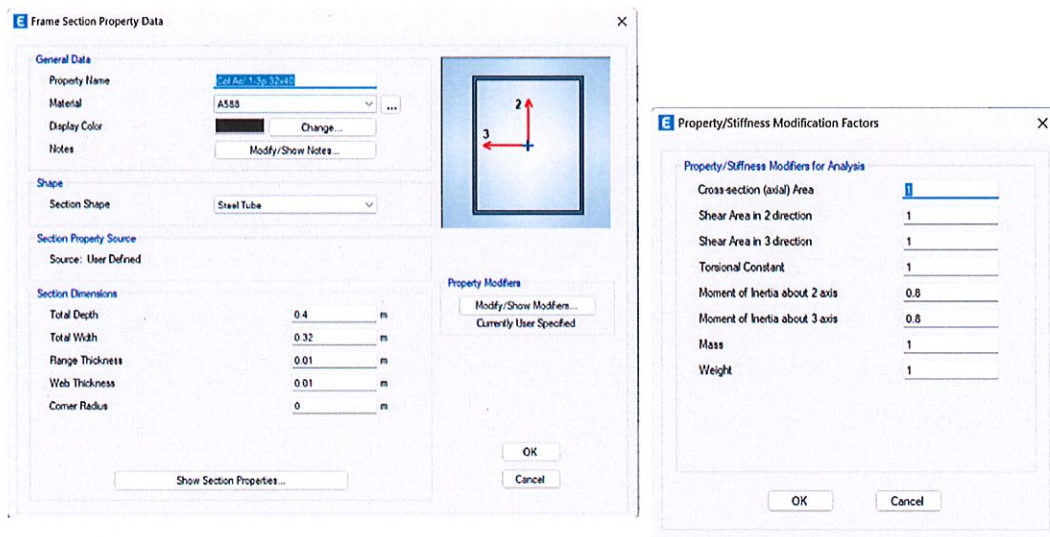 E Frame Section Property Data
General Data
Property Name
Material A588 ...
Display Color Change...
Notes Modify/Show Notes...
Shape
Section Shape Steel Tube
Section Property Source
Source: User Defined
Section Dimensions
Total Depth 0.4 m
Total Width 0.32 m
Flange Thickness 0.01 m
Web Thickness 0.01 m
Corner Radius 0 m
Show Section Properties...
2
3
Property Modifiers
Modify/Show Modifiers...
Currently User Specified
OK
Cancel
E Property/Stiffness Modification Factors
Property/Stiffness Modifiers for Analysis
Cross-section (axial) Area 1
Shear Area in 2 direction 1
Shear Area in 3 direction 1
Torsional Constant 1
Moment of Inertia about 2 axis 0.8
Moment of Inertia about 3 axis 0.8
Mass 1
Weight 1
OK Cancel